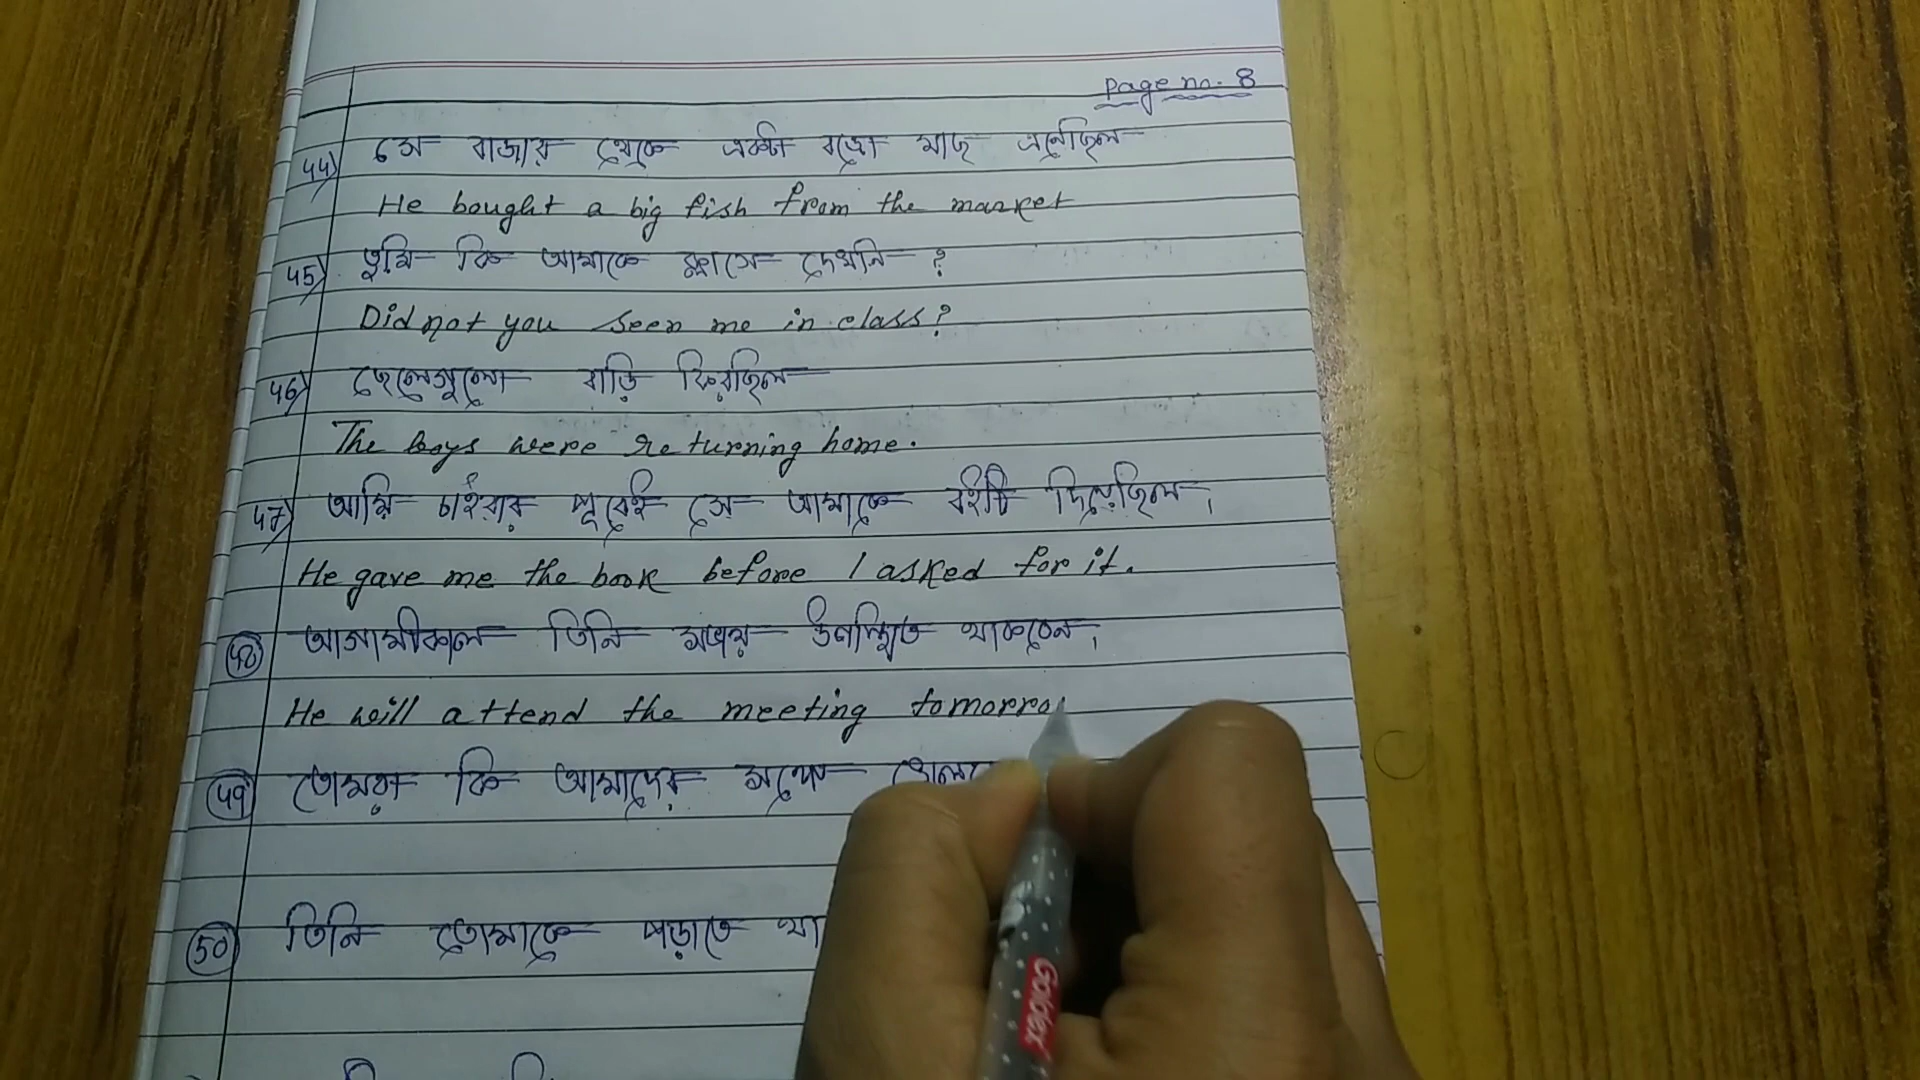 Page no. 8
44) সে বাজার থেকে একটা বড়ো মাছ এনেছিল
He bought a big fish from the market
45) তুমি কি আমাকে ক্লাসে দেখনি ?
Did not you seen me in class?
46) ছেলেগুলো বাড়ি ফিরছিল
The boys were returning home.
47) আমি চাইবার পূর্বেই সে আমাকে বইটি দিয়েছিল।
He gave me the book before I asked for it.
48 আগামীকাল তিনি সভায় উপস্থিত থাকবেন।
He will attend the meeting tomorro
49 তোমরা কি আমাদের সঙ্গে
50 তিনি তোমাকে পড়াতে
Goldex